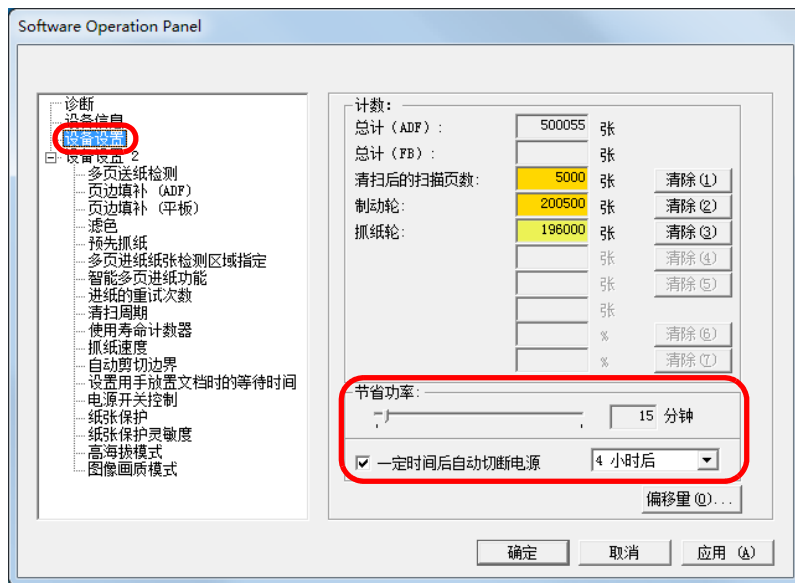 Software Operation Panel
诊断
设备信息
设备设置
设备设置 2
多页送纸检测
页边填补 (ADF)
页边填补 (平板)
滤色
预先抓纸
多页进纸纸张检测区域指定
智能多页进纸功能
进纸的重试次数
清扫周期
使用寿命计数器
抓纸速度
自动剪切边界
设置用手放置文档时的等待时间
电源开关控制
纸张保护
纸张保护灵敏度
高海拔模式
图像画质模式
计数:
总计 (ADF) : 500055 张
总计 (FB) : 张
清扫后的扫描页数: 5000 张 清除(1)
制动轮: 200500 张 清除(2)
抓纸轮: 196000 张 清除(3)
张 清除(4)
张 清除(5)
张
% 清除(6)
% 清除(7)
节省功率:
15 分钟
一定时间后自动切断电源 4 小时后
偏移量(O)...
确定 取消 应用 (A)